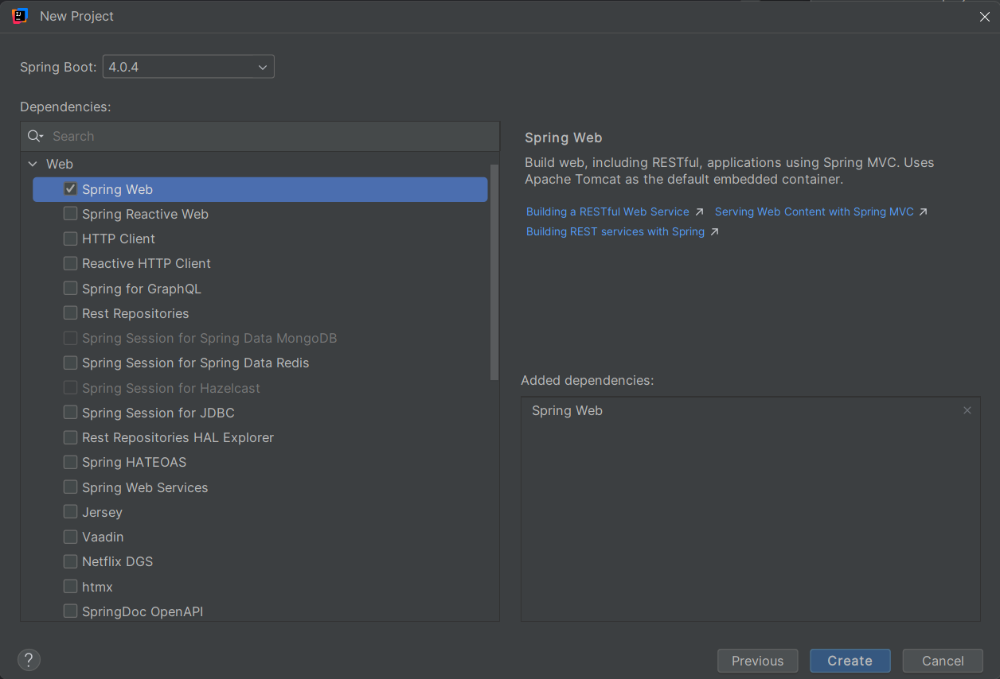 New Project
Spring Boot: 4.0.4
Dependencies:
Search
Web
Spring Web
Spring Reactive Web
HTTP Client
Reactive HTTP Client
Spring for GraphQL
Rest Repositories
Spring Session for Spring Data MongoDB
Spring Session for Spring Data Redis
Spring Session for Hazelcast
Spring Session for JDBC
Rest Repositories HAL Explorer
Spring HATEOAS
Spring Web Services
Jersey
Vaadin
Netflix DGS
htmx
SpringDoc OpenAPI
Spring Web
Build web, including RESTful, applications using Spring MVC. Uses
Apache Tomcat as the default embedded container.
Building a RESTful Web Service ↗ Serving Web Content with Spring MVC ↗
Building REST services with Spring ↗
Added dependencies:
Spring Web
?
Previous
Create
Cancel